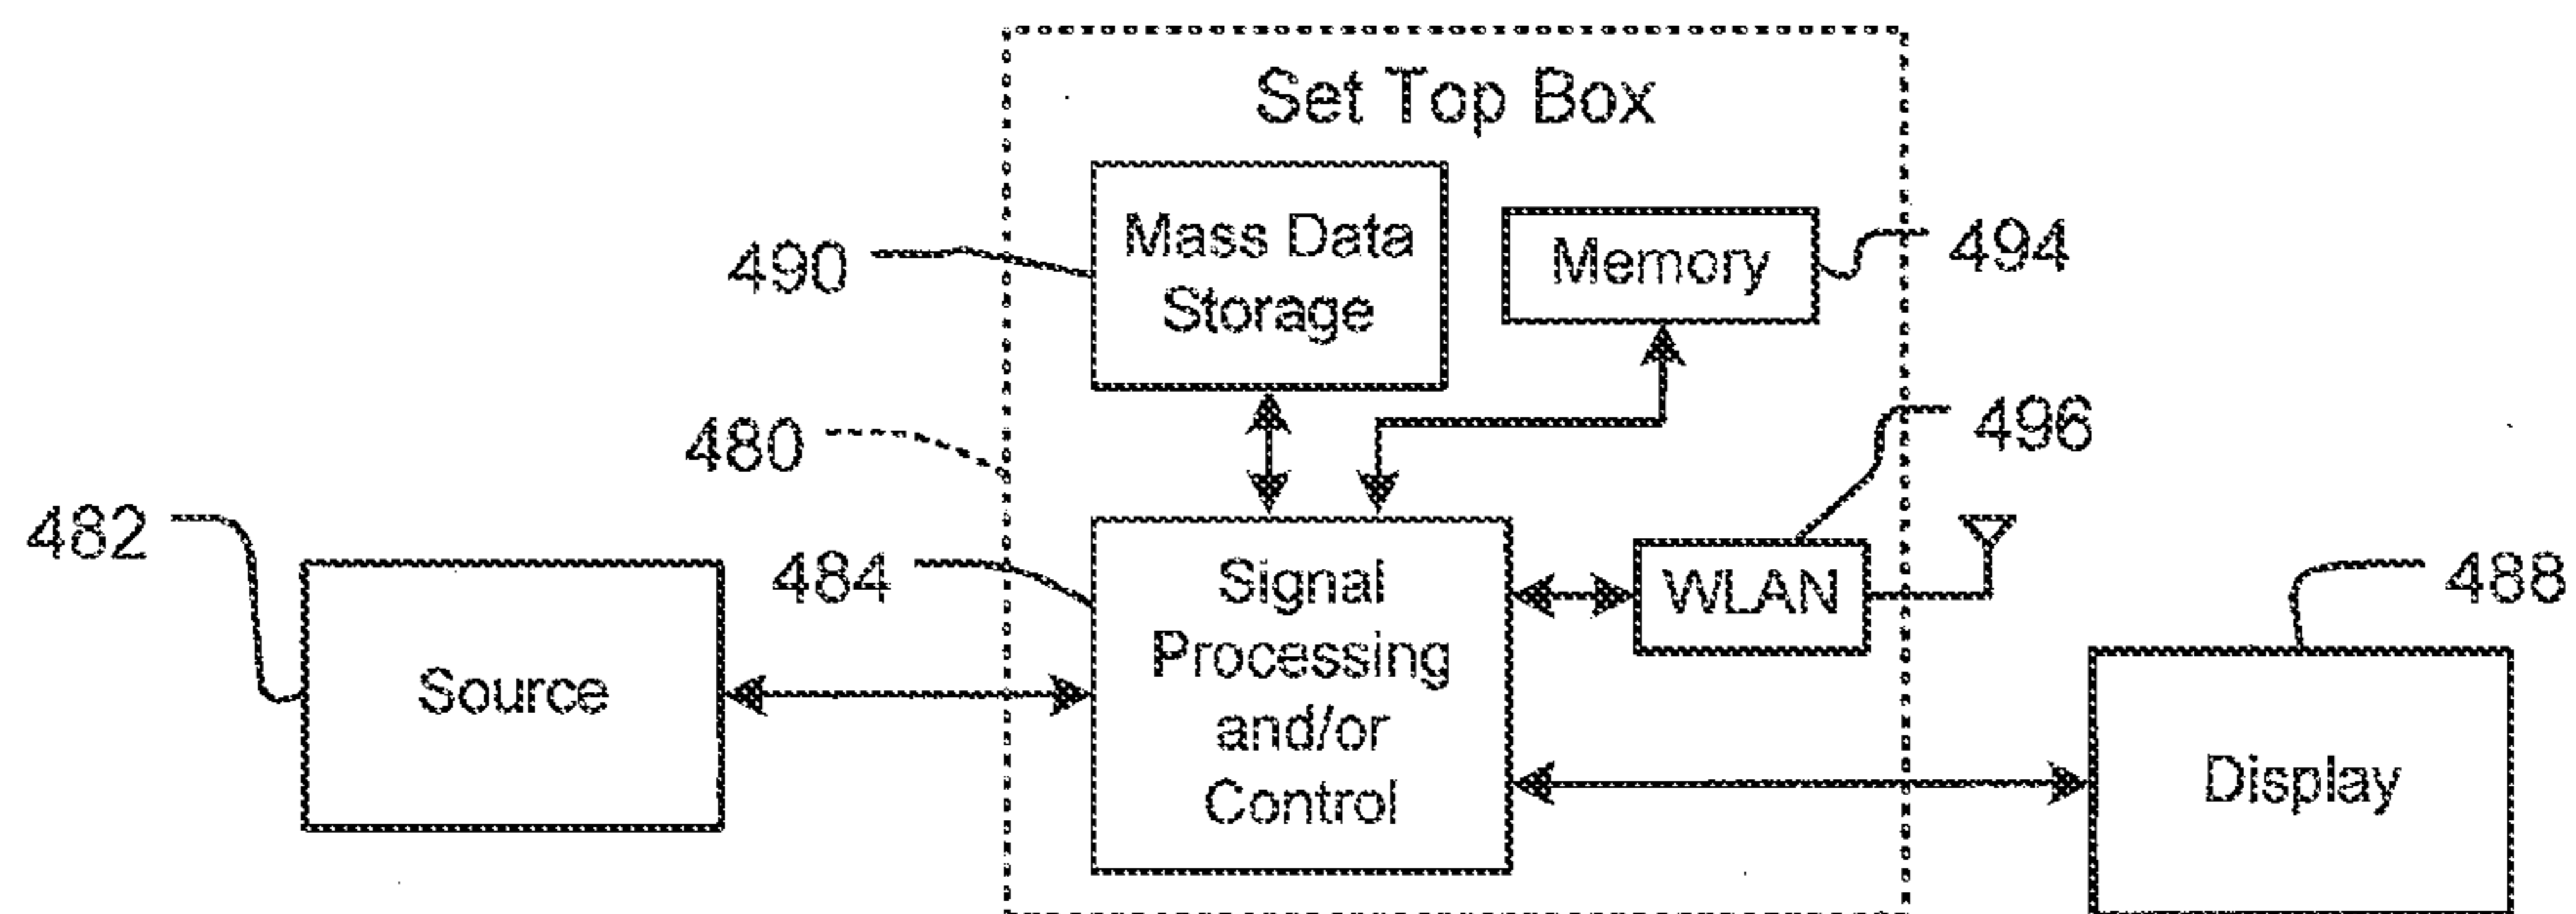 Set Top Box
Mass Data
Storage
490
Memory
494
480
496
482
484
Signal
Processing
and/or
Control
WLAN
488
Source
Display